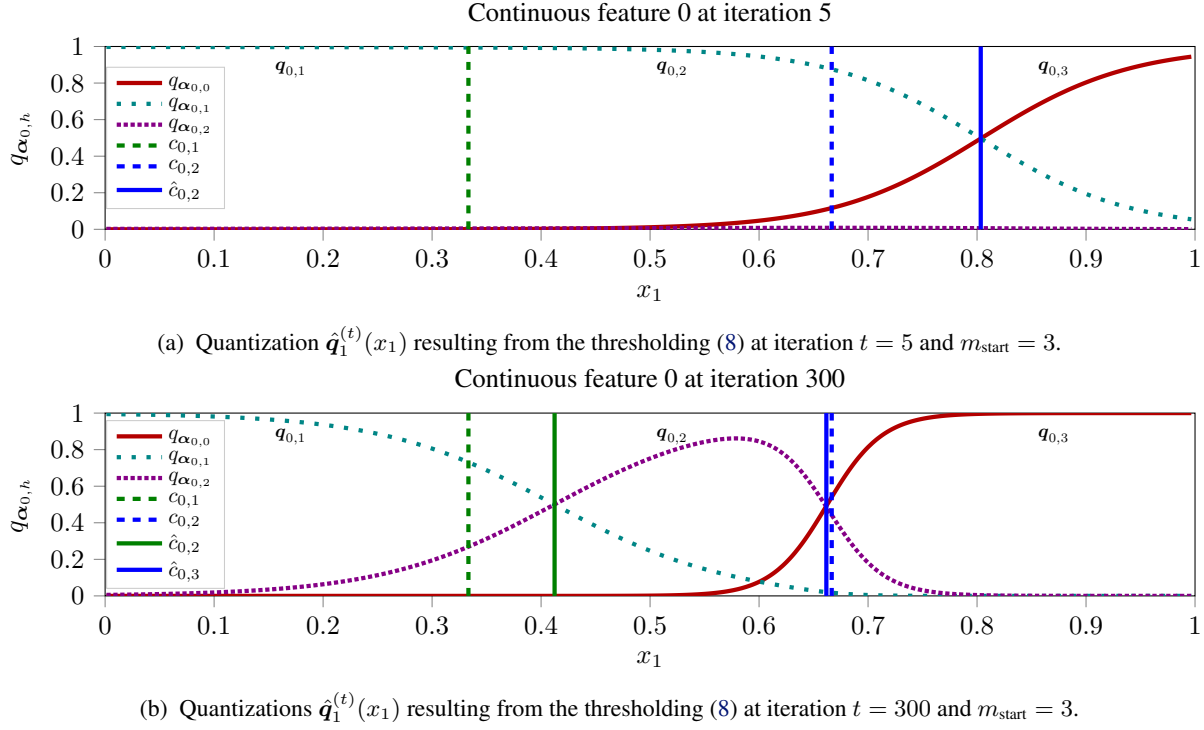 Continuous feature 0 at iteration 5
1
0.8
0.6
0.4
0.2
0
q_{α_{0,h}}
q_{α_{0,0}}
q_{α_{0,1}}
q_{α_{0,2}}
c_{0,1}
c_{0,2}
ĉ_{0,2}
q_{0,1}
q_{0,2}
q_{0,3}
0 0.1 0.2 0.3 0.4 0.5 0.6 0.7 0.8 0.9 1
x_1
(a) Quantization q̂_1^{(t)}(x_1) resulting from the thresholding (8) at iteration t = 5 and m_{start} = 3.
Continuous feature 0 at iteration 300
1
0.8
0.6
0.4
0.2
0
q_{α_{0,h}}
q_{α_{0,0}}
q_{α_{0,1}}
q_{α_{0,2}}
c_{0,1}
c_{0,2}
ĉ_{0,2}
ĉ_{0,3}
q_{0,1}
q_{0,2}
q_{0,3}
0 0.1 0.2 0.3 0.4 0.5 0.6 0.7 0.8 0.9 1
x_1
(b) Quantizations q̂_1^{(t)}(x_1) resulting from the thresholding (8) at iteration t = 300 and m_{start} = 3.